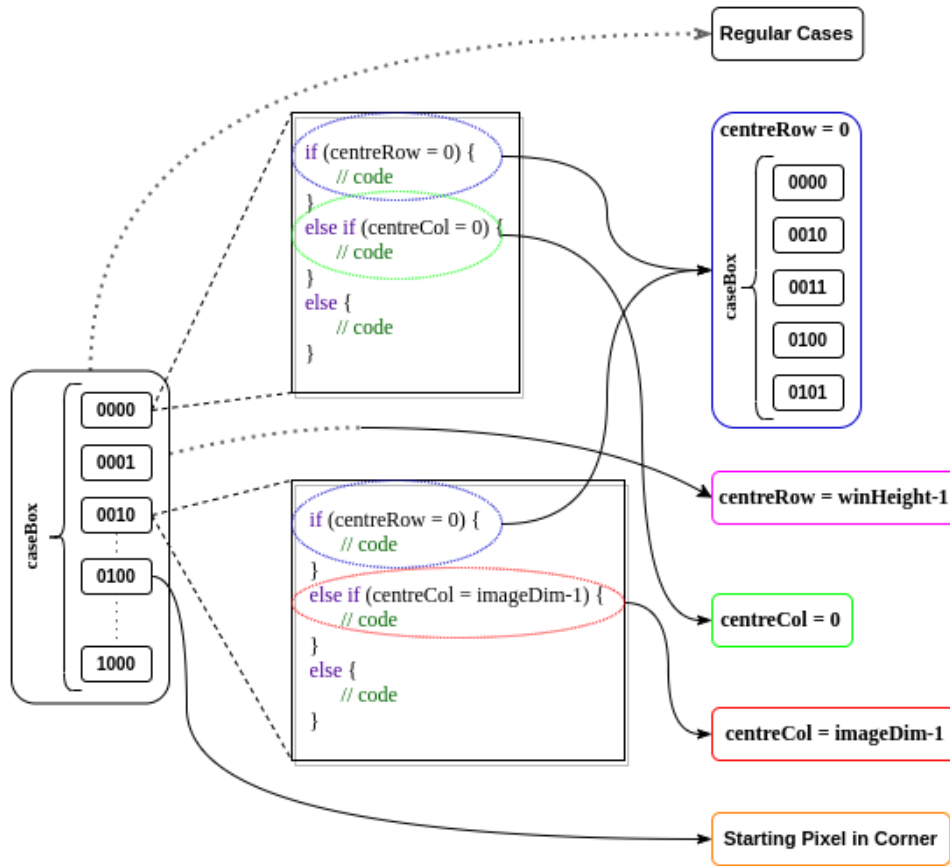 Regular Cases
if (centreRow = 0) {
// code
}
else if (centreCol = 0) {
// code
}
else {
// code
}
centreRow = 0
caseBox
0000
0010
0011
0100
0101
caseBox
0000
0001
0010
0100
1000
if (centreRow = 0) {
// code
}
else if (centreCol = imageDim-1) {
// code
}
else {
// code
}
centreRow = winHeight-1
centreCol = 0
centreCol = imageDim-1
Starting Pixel in Corner